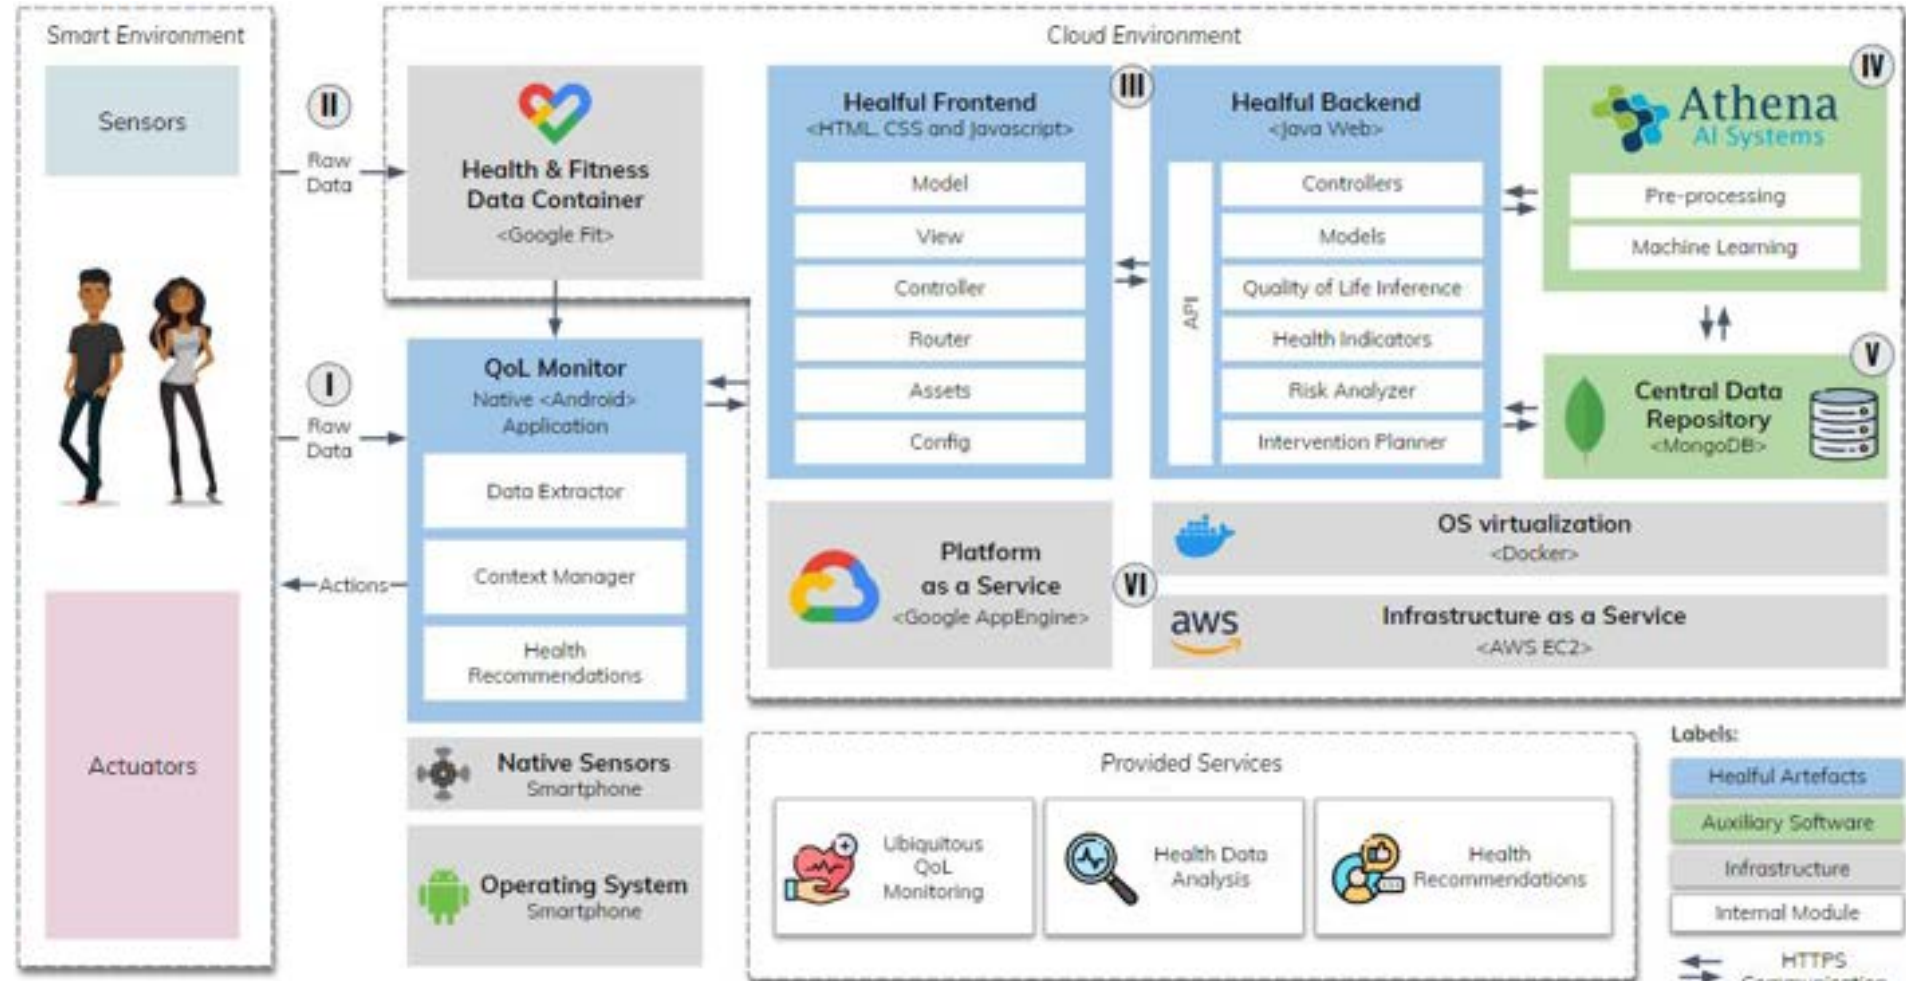 Smart Environment
Sensors
Actuators
II
Raw
Data
I
Raw
Data
Actions
Cloud Environment
Health & Fitness
Data Container
<Google Fit>
QoL Monitor
Native <Android>
Application
Data Extractor
Context Manager
Health
Recommendations
Native Sensors
Smartphone
Operating System
Smartphone
Healful Frontend
<HTML, CSS and Javascript>
Model
View
Controller
Router
Assets
Config
III
Healful Backend
<Java Web>
API
Controllers
Models
Quality of Life Inference
Health Indicators
Risk Analyzer
Intervention Planner
IV
Athena
AI Systems
Pre-processing
Machine Learning
V
Central Data
Repository
<MongoDB>
Platform
as a Service
<Google AppEngine>
VI
OS virtualization
<Docker>
aws
Infrastructure as a Service
<AWS EC2>
Provided Services
Ubiquitous
QoL
Monitoring
Health Data
Analysis
Health
Recommendations
Labels:
Healful Artefacts
Auxiliary Software
Infrastructure
Internal Module
HTTPS
Communication